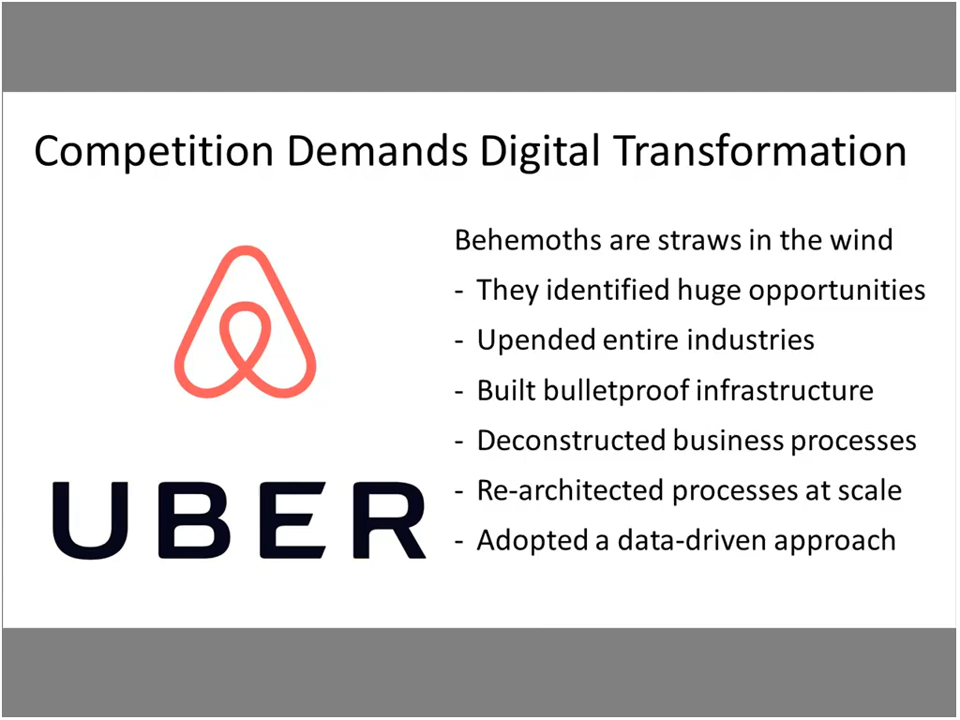 Competition Demands Digital Transformation
Behemoths are straws in the wind
- They identified huge opportunities
- Upended entire industries
- Built bulletproof infrastructure
- Deconstructed business processes
- Re-architected processes at scale
- Adopted a data-driven approach
UBER